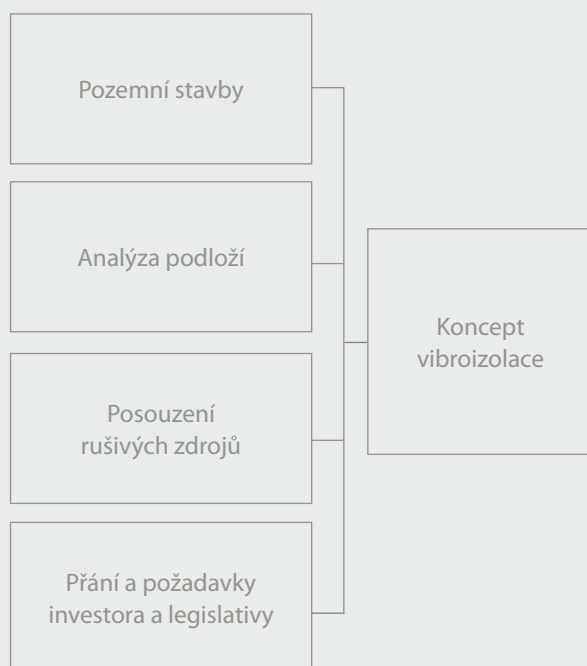 Pozemní stavby
Analýza podloží
Posouzení
rušivých zdrojů
Přání a požadavky
investora a legislativy
Koncept
vibroizolace